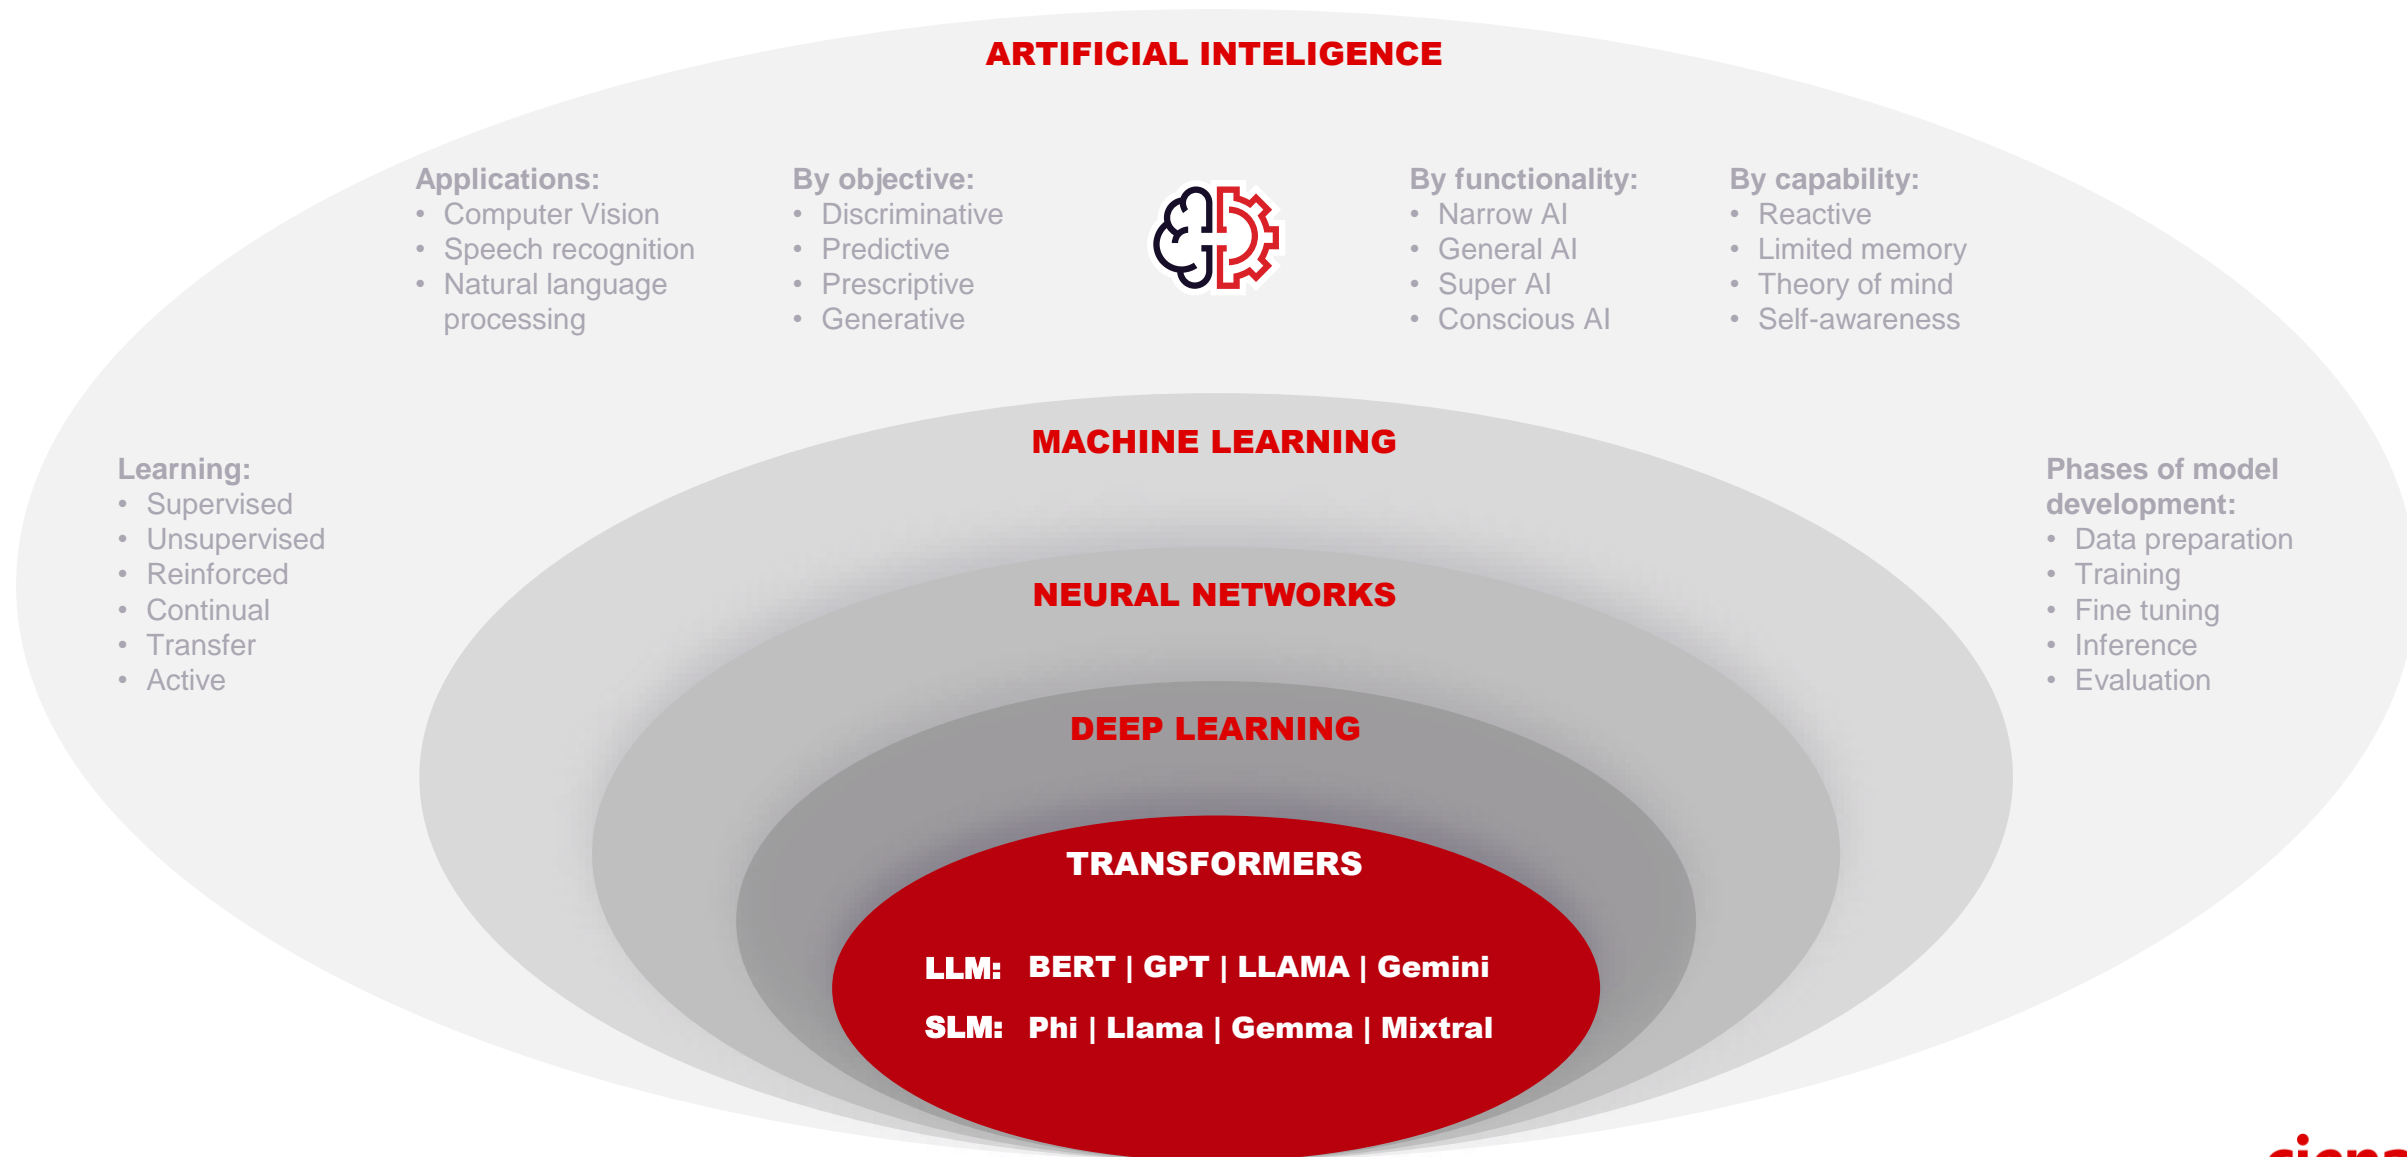 ARTIFICIAL INTELIGENCE
Applications:
• Computer Vision
• Speech recognition
• Natural language
processing
By objective:
• Discriminative
• Predictive
• Prescriptive
• Generative
By functionality:
• Narrow AI
• General AI
• Super AI
• Conscious AI
By capability:
• Reactive
• Limited memory
• Theory of mind
• Self-awareness
Learning:
• Supervised
• Unsupervised
• Reinforced
• Continual
• Transfer
• Active
MACHINE LEARNING
NEURAL NETWORKS
DEEP LEARNING
TRANSFORMERS
LLM: BERT | GPT | LLAMA | Gemini
SLM: Phi | Llama | Gemma | Mixtral
Phases of model
development:
• Data preparation
• Training
• Fine tuning
• Inference
• Evaluation